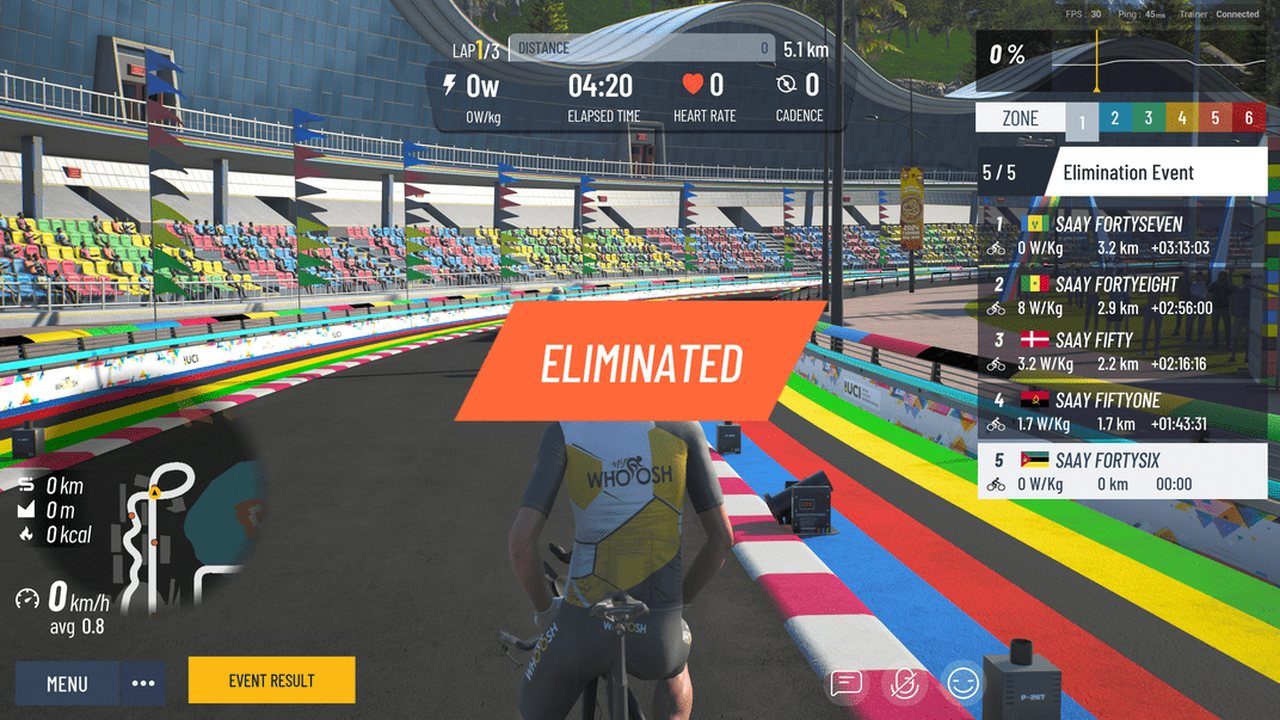 FPS : 30 Ping : 45ms Trainer : Connected
LAP 1/3 DISTANCE 0 5.1 km
0w 04:20 0 0
0W/kg ELAPSED TIME HEART RATE CADENCE
0 %
ZONE 1 2 3 4 5 6
5 / 5 Elimination Event
1 SAAY FORTYSEVEN
0 W/Kg 3.2 km +03:13:03
2 SAAY FORTYEIGHT
8 W/Kg 2.9 km +02:56:00
3 SAAY FIFTY
3.2 W/Kg 2.2 km +02:16:16
4 SAAY FIFTYONE
1.7 W/Kg 1.7 km +01:43:31
5 SAAY FORTYSIX
0 W/Kg 0 km 00:00
ELIMINATED
UCI
UCI
MY
WHOOSH
WHOOSH
WHOOSH
0 km
0 m
0 kcal
0 km/h
avg 0.8
MENU ••• EVENT RESULT
P-267